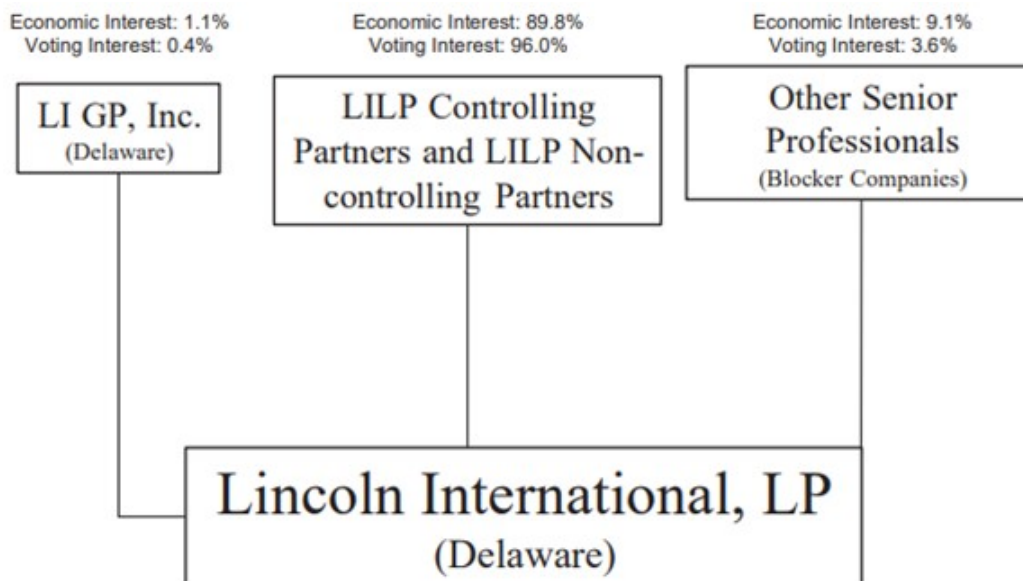 Economic Interest: 1.1%
Voting Interest: 0.4%
LI GP, Inc.
(Delaware)
Economic Interest: 89.8%
Voting Interest: 96.0%
LILP Controlling
Partners and LILP Non-
controlling Partners
Economic Interest: 9.1%
Voting Interest: 3.6%
Other Senior
Professionals
(Blocker Companies)
Lincoln International, LP
(Delaware)